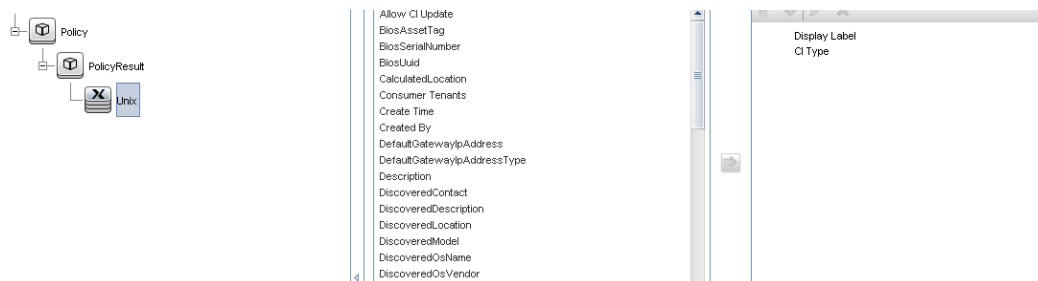 Policy
PolicyResult
Unix
Allow CI Update
BiosAssetTag
BiosSerialNumber
BiosUuid
CalculatedLocation
Consumer Tenants
Create Time
Created By
DefaultGatewayIpAddress
DefaultGatewayIpAddressType
Description
DiscoveredContact
DiscoveredDescription
DiscoveredLocation
DiscoveredModel
DiscoveredOsName
DiscoveredOsVendor
Display Label
CI Type